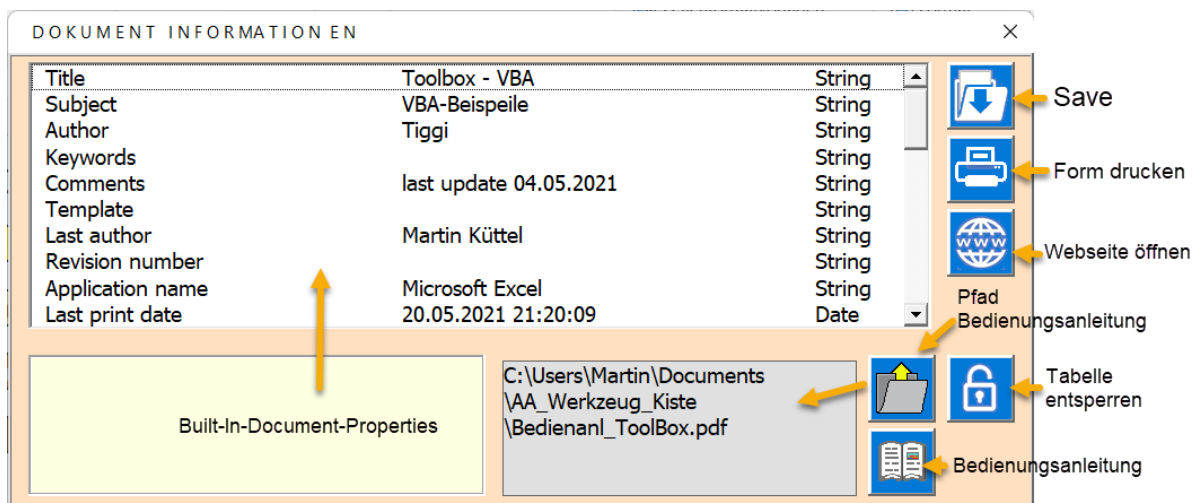 DOKUMENT INFORMATION EN
Title Toolbox - VBA String
Subject VBA-Beispeile String
Author Tiggi String
Keywords String
Comments last update 04.05.2021 String
Template String
Last author Martin Küttel String
Revision number String
Application name Microsoft Excel String
Last print date 20.05.2021 21:20:09 Date
Save
Form drucken
www
Webseite öffnen
Pfad
Bedienungsanleitung
Built-In-Document-Properties
C:\Users\Martin\Documents
\AA_Werkzeug_Kiste
\Bedienanl_ToolBox.pdf
Tabelle
entsperren
Bedienungsanleitung